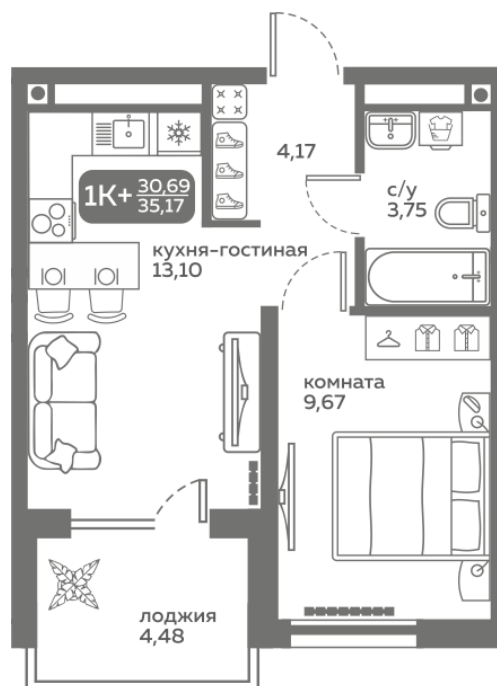 4,17
1К+ 30,69
35,17
с/у
3,75
кухня-гостиная
13,10
комната
9,67
лоджия
4,48